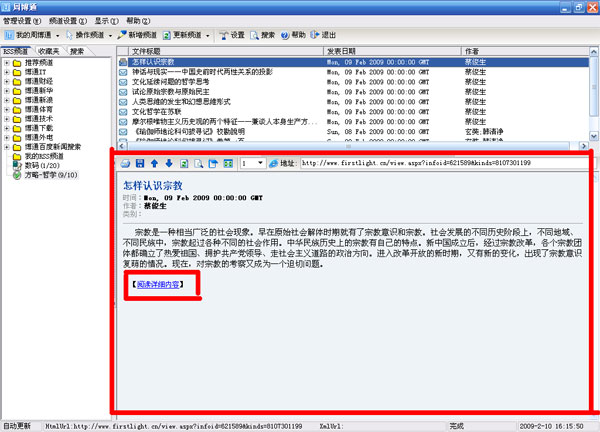 周博通
管理设置(G) 频道设置(E) 显示(I) 帮助(H)
我的周博通 操作频道 新增频道 更新频道 设置 搜索 帮助 退出
RSS频道 收藏夹 搜索
推荐频道
博通IT
博通财经
博通新华
博通新浪
博通体育
博通技术
博通下载
博通外电
博通百度新闻搜索
我的RSS频道
数码(1/20)
方略-哲学(9/10)
文件标题 发表日期 作者
怎样认识宗教 Mon, 09 Feb 2009 00:00:00 GMT 蔡俊生
神话与现实——中国史前时代两性关系的投影 Mon, 09 Feb 2009 00:00:00 GMT 蔡俊生
文化延续问题的哲学思考 Mon, 09 Feb 2009 00:00:00 GMT 蔡俊生
试论原始宗教与原始民主 Mon, 09 Feb 2009 00:00:00 GMT 蔡俊生
人类思维的发生和幻想思维形式 Mon, 09 Feb 2009 00:00:00 GMT 蔡俊生
文化哲学在苏联 Mon, 09 Feb 2009 00:00:00 GMT 蔡俊生
摩尔根唯物主义历史观的两个特征——兼谈人本身生产方... Mon, 09 Feb 2009 00:00:00 GMT 蔡俊生
《瑜伽师地论科句披寻记》校勘说明 Sun, 08 Feb 2009 00:00:00 GMT 玄奘;韩清净
1 地址: http://www.firstlight.cn/view.aspx?infoid=621589&kinds=8107301199
怎样认识宗教
时间:Mon, 09 Feb 2009 00:00:00 GMT
作者:蔡俊生
类别:
宗教是一种相当广泛的社会现象。早在原始社会解体时期就有了宗教意识和宗教。社会发展的不同历史阶段上，不同地域、
不同民族中，宗教起过各种不同的社会作用。中华民族历史上的宗教有自己的特点。新中国成立后，经过宗教改革，各个宗教团
体都确立了热爱祖国、拥护共产党领导、走社会主义道路的政治方向。进入改革开放的新时期，又有新的变化，出现了宗教意识
复萌的情况。现在，对宗教的考察又成为一个迫切问题。
【阅读详细内容】
自动更新 HtmlUrl:http://www.firstlight.cn/view.aspx?infoid=621589&kinds=8107301199 XmlUrl: 完成 2009-2-10 16:15:50